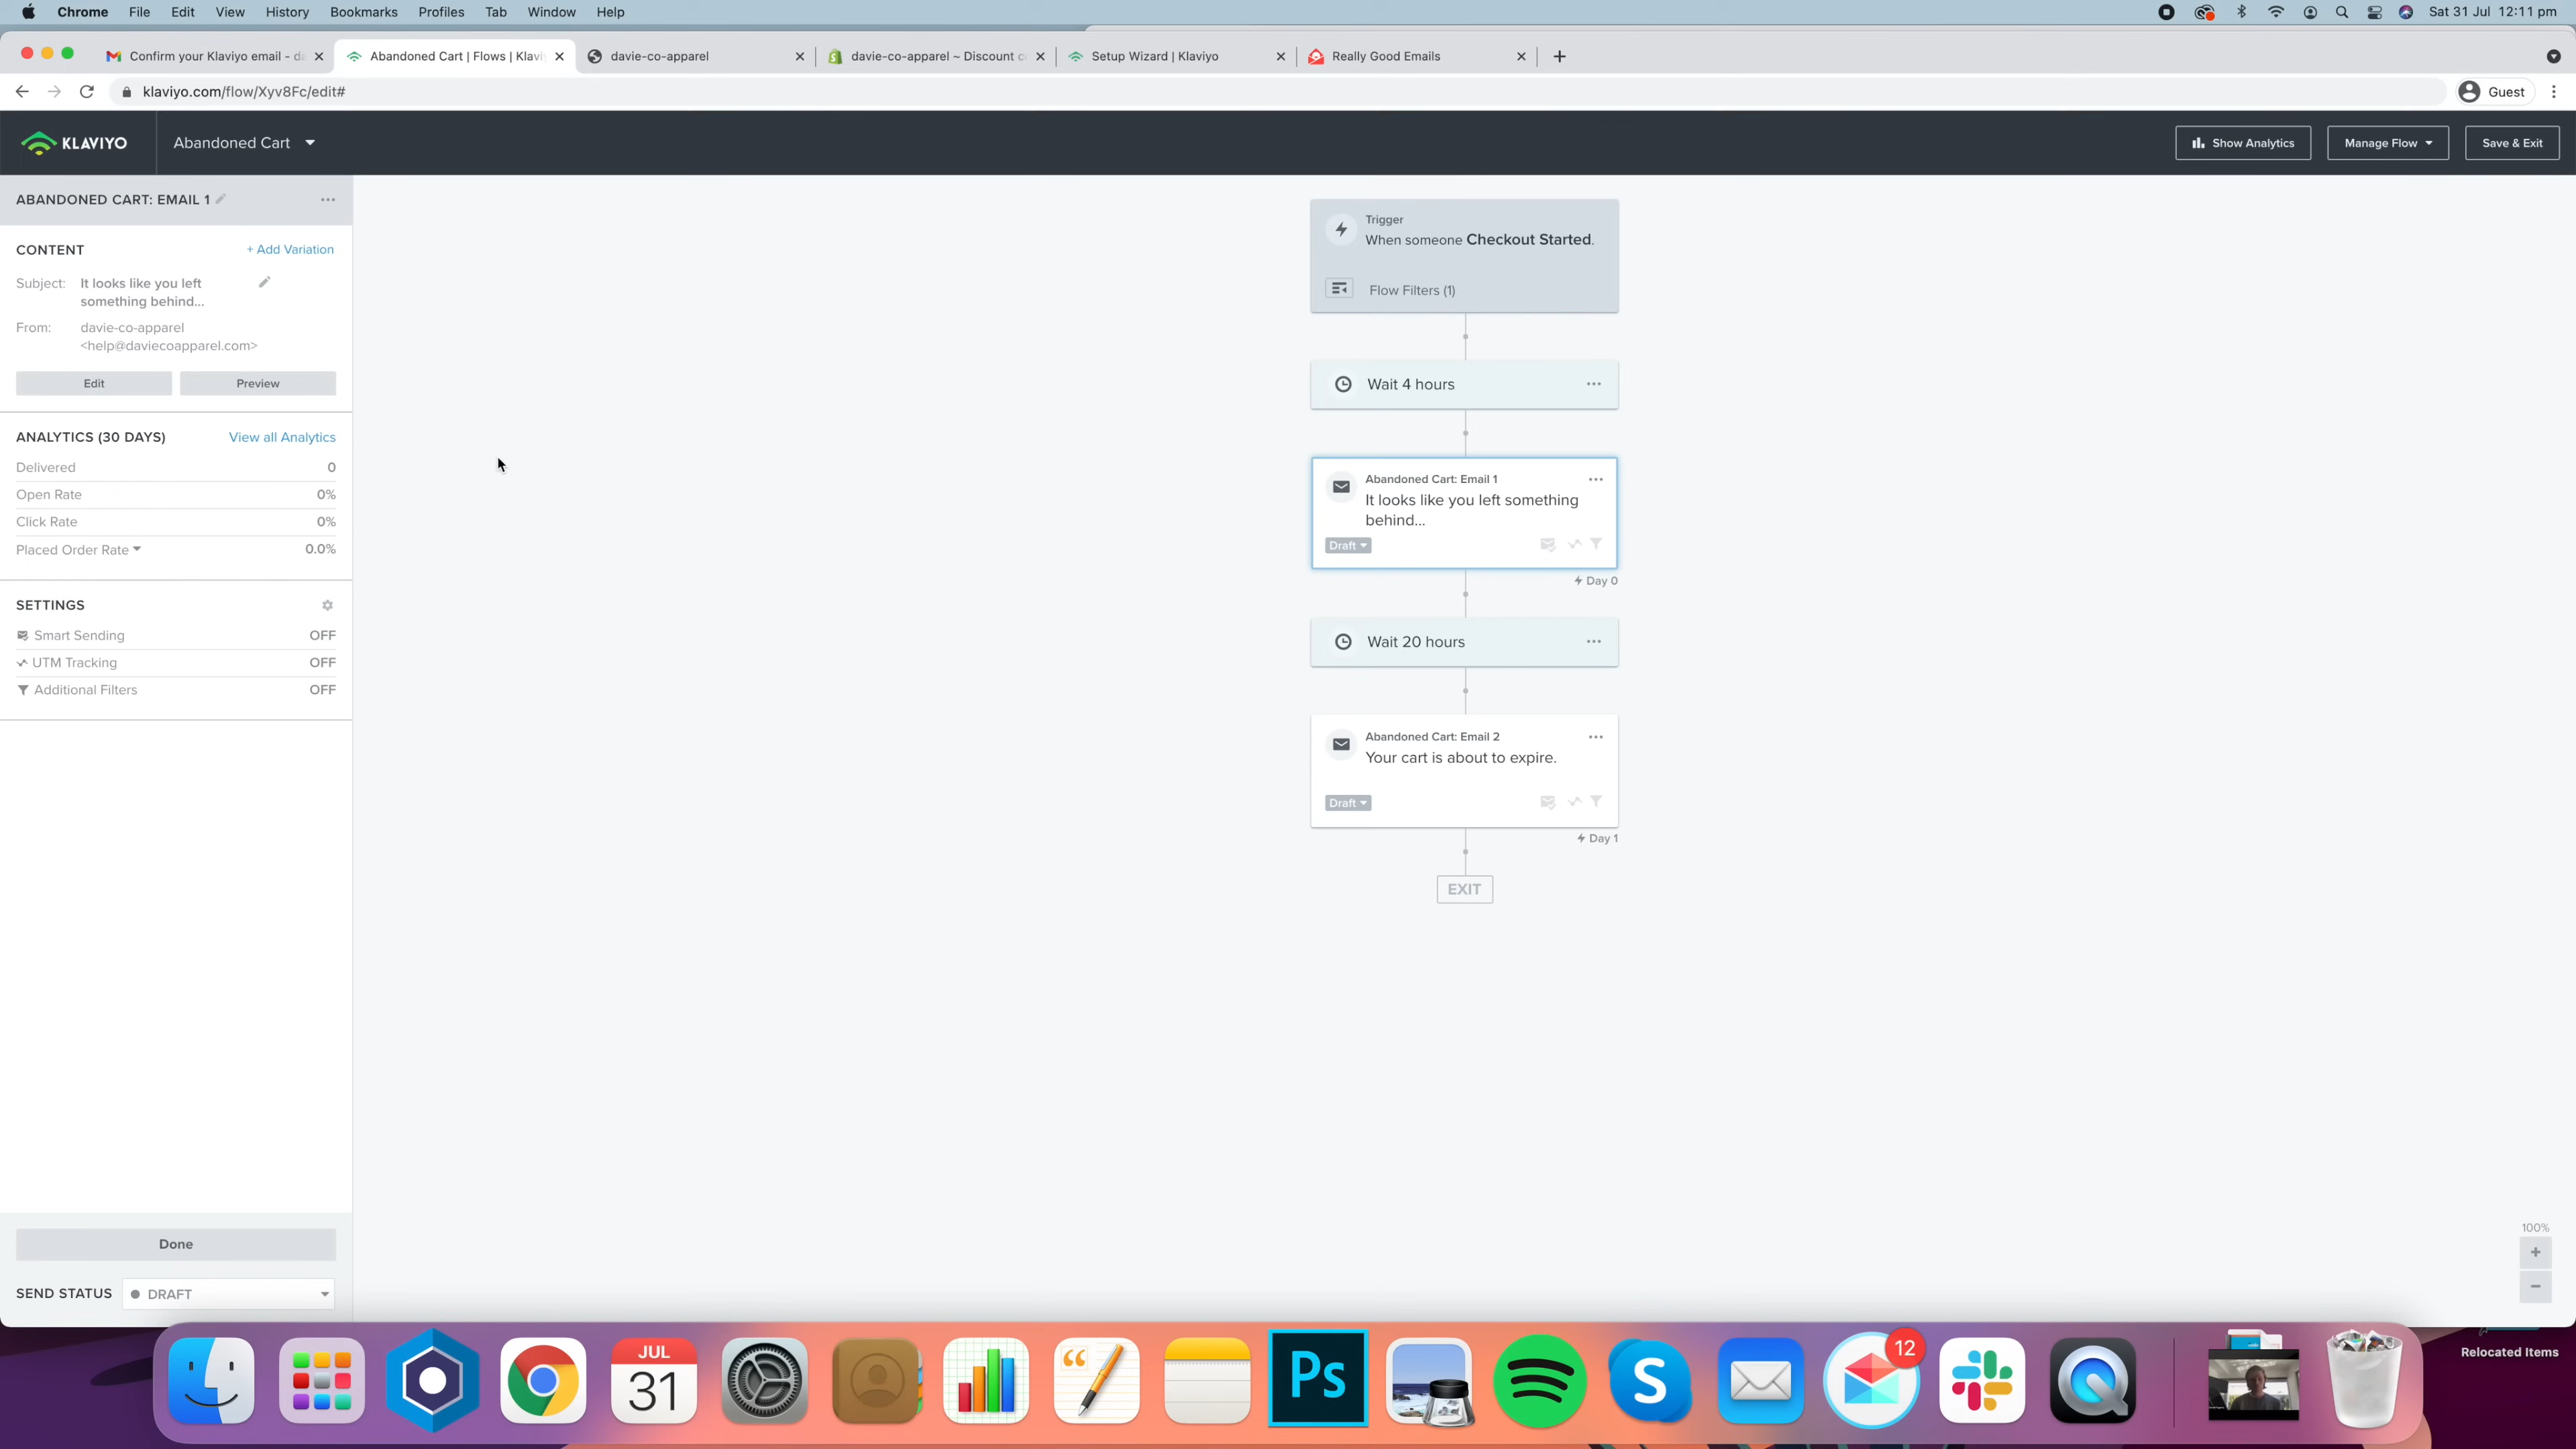 Chrome File Edit View History Bookmarks Profiles Tab Window Help
Sat 31 Jul 12:11 pm
Confirm your Klaviyo email - da
Abandoned Cart | Flows | Klavi
davie-co-apparel
davie-co-apparel ~ Discount c
Setup Wizard | Klaviyo
Really Good Emails
klaviyo.com/flow/Xyv8Fc/edit#
Guest
KLAVIYO
Abandoned Cart
Show Analytics
Manage Flow
Save & Exit
ABANDONED CART: EMAIL 1
CONTENT
+ Add Variation
Subject: It looks like you left
something behind...
From: davie-co-apparel
<help@daviecoapparel.com>
Edit
Preview
ANALYTICS (30 DAYS)
View all Analytics
Delivered 0
Open Rate 0%
Click Rate 0%
Placed Order Rate 0.0%
SETTINGS
Smart Sending OFF
UTM Tracking OFF
Additional Filters OFF
Done
SEND STATUS DRAFT
Trigger
When someone Checkout Started.
Flow Filters (1)
Wait 4 hours
Abandoned Cart: Email 1
It looks like you left something
behind...
Draft
Day 0
Wait 20 hours
Abandoned Cart: Email 2
Your cart is about to expire.
Draft
Day 1
EXIT
100%
+
−
JUL
31
Ps
12
Relocated Items